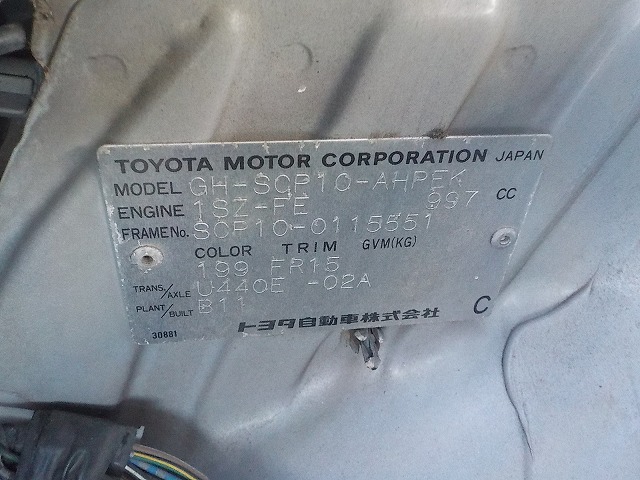 TOYOTA MOTOR CORPORATION JAPAN
MODEL GH-SCP10-AHPEK
ENGINE 1SZ-FE 997 CC
FRAME No. SCP10-0115551
COLOR TRIM GVM(KG)
199 FR15
TRANS./AXLE U440E -02A
PLANT/BUILT B11
30881 トヨタ自動車株式会社 C